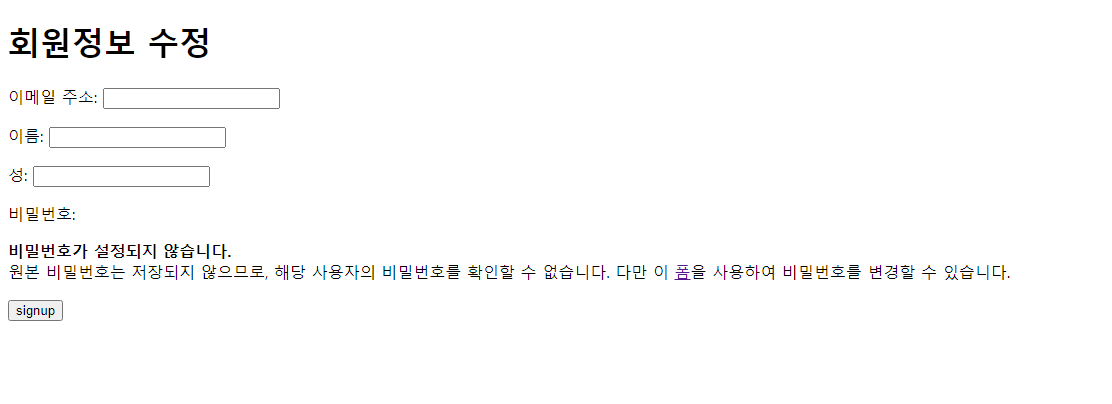 회원정보 수정
이메일 주소:
이름:
성:
비밀번호:
비밀번호가 설정되지 않습니다.
원본 비밀번호는 저장되지 않으므로, 해당 사용자의 비밀번호를 확인할 수 없습니다. 다만 이 폼을 사용하여 비밀번호를 변경할 수 있습니다.
signup